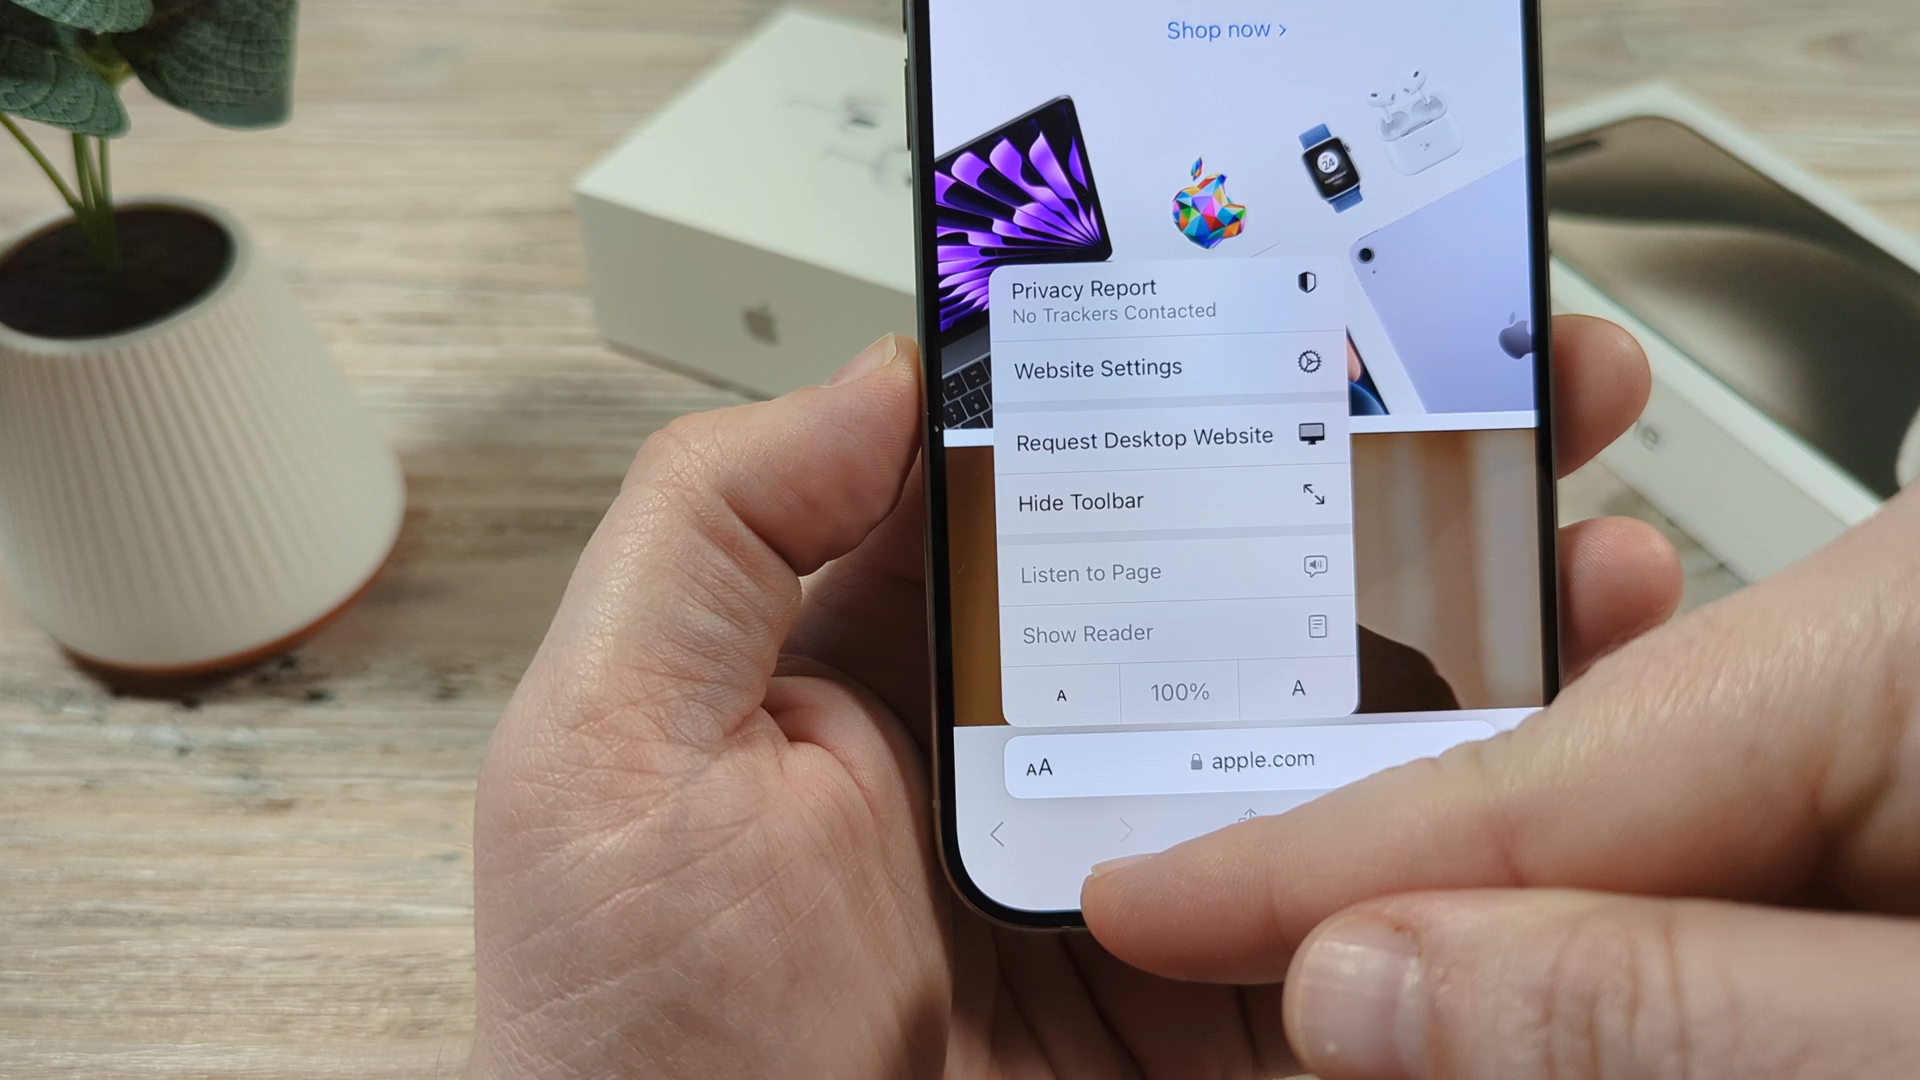 Shop now >
24
Privacy Report
No Trackers Contacted
Website Settings
Request Desktop Website
Hide Toolbar
Listen to Page
Show Reader
A 100% A
AA apple.com